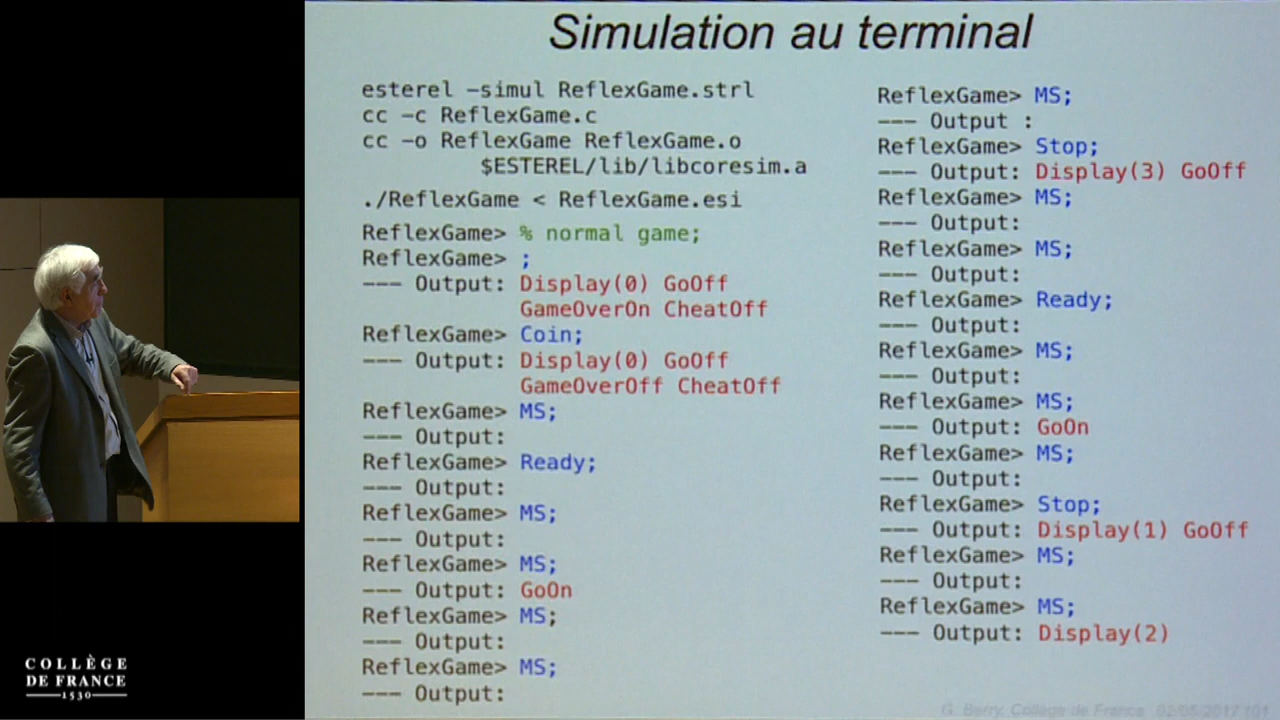 Simulation au terminal
esterel -simul ReflexGame.strl
cc -c ReflexGame.c
cc -o ReflexGame ReflexGame.o
$ESTEREL/lib/libcoresim.a
./ReflexGame < ReflexGame.esi
ReflexGame> % normal game;
ReflexGame> ;
--- Output: Display(0) GoOff
GameOverOn CheatOff
ReflexGame> Coin;
--- Output: Display(0) GoOff
GameOverOff CheatOff
ReflexGame> MS;
--- Output:
ReflexGame> Ready;
--- Output:
ReflexGame> MS;
--- Output:
ReflexGame> MS;
--- Output: GoOn
ReflexGame> MS;
--- Output:
ReflexGame> MS;
--- Output:
ReflexGame> MS;
--- Output :
ReflexGame> Stop;
--- Output: Display(3) GoOff
ReflexGame> MS;
--- Output:
ReflexGame> MS;
--- Output:
ReflexGame> Ready;
--- Output:
ReflexGame> MS;
--- Output:
ReflexGame> MS;
--- Output: GoOn
ReflexGame> MS;
--- Output:
ReflexGame> Stop;
--- Output: Display(1) GoOff
ReflexGame> MS;
--- Output:
ReflexGame> MS;
--- Output: Display(2)
G. Berry, Collège de France 02/05/2017 101
COLLÈGE
DE FRANCE
1530